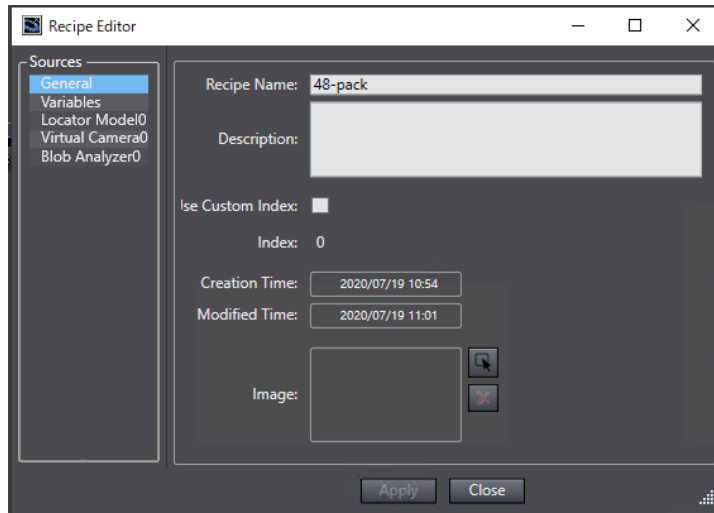 Recipe Editor
Sources
General
Variables
Locator Model0
Virtual Camera0
Blob Analyzer0
Recipe Name: 48-pack
Description:
Use Custom Index:
Index: 0
Creation Time: 2020/07/19 10:54
Modified Time: 2020/07/19 11:01
Image:
Apply Close